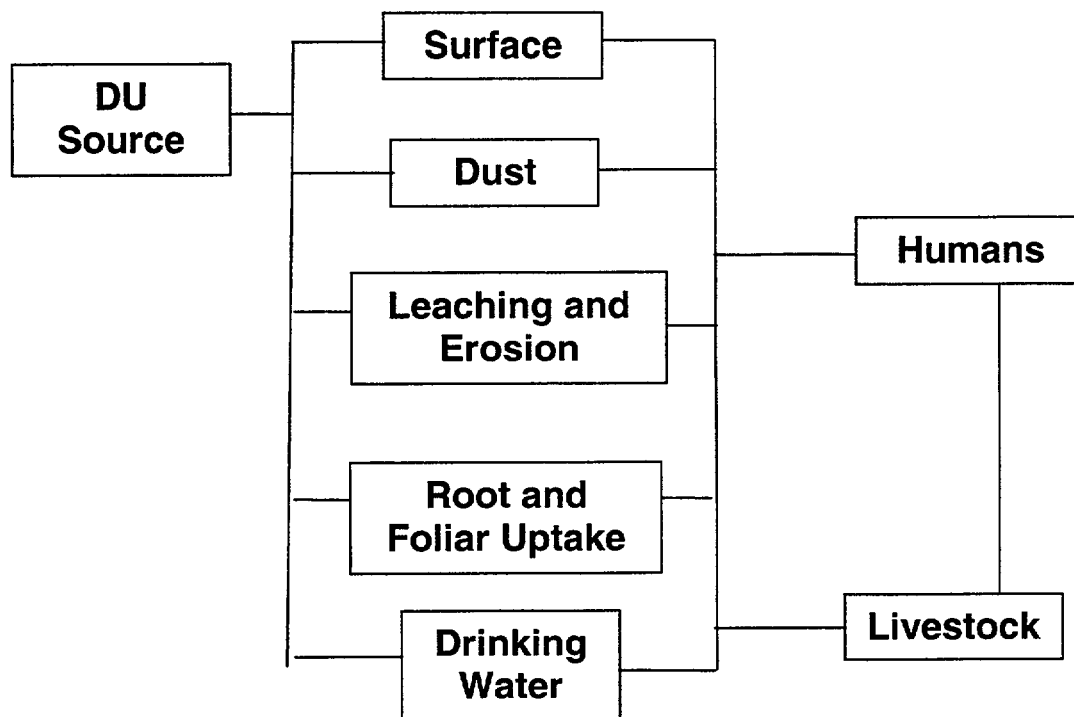 DU
Source
Surface
Dust
Leaching and
Erosion
Root and
Foliar Uptake
Drinking
Water
Humans
Livestock